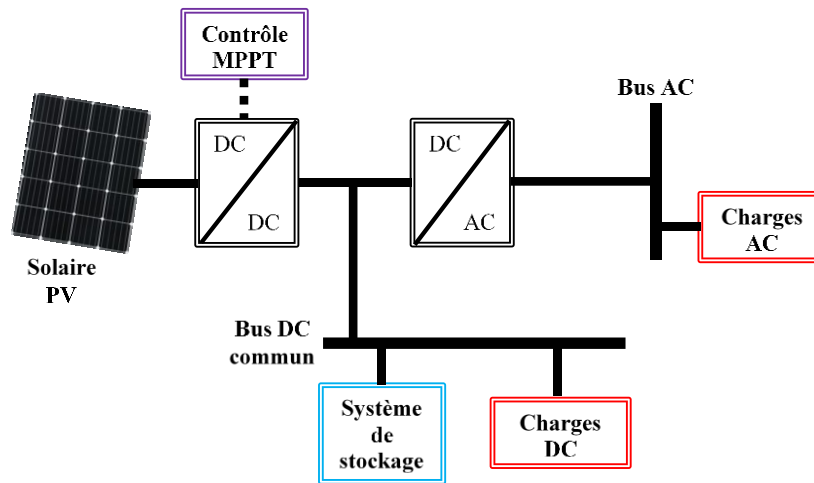 Contrôle
MPPT
DC
DC
DC
AC
Bus AC
Charges
AC
Solaire
PV
Bus DC
commun
Système
de
stockage
Charges
DC